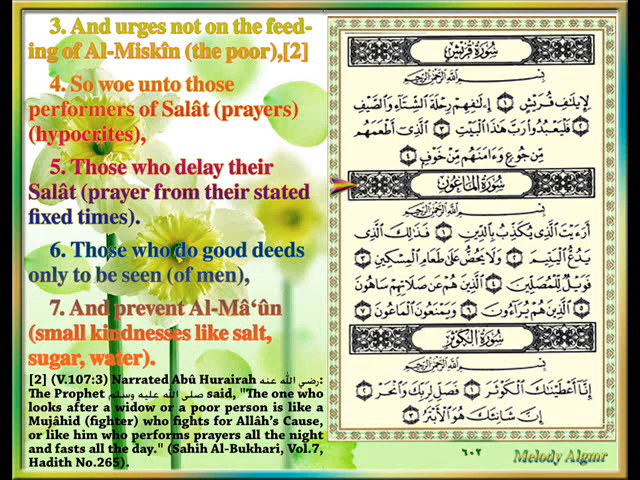 3. And urges not on the feed-
ing of Al-Miskîn (the poor),[2]
4. So woe unto those
performers of Salât (prayers)
(hypocrites),
5. Those who delay their
Salât (prayer from their stated
fixed times).
6. Those who do good deeds
only to be seen (of men),
7. And prevent Al-Mâ‘ûn
(small kindnesses like salt,
sugar, water).
[2] (V.107:3) Narrated Abû Hurairah رضي الله عنه:
The Prophet صلى الله عليه وسلم said, "The one who
looks after a widow or a poor person is like a
Mujâhid (fighter) who fights for Allâh's Cause,
or like him who performs prayers all the night
and fasts all the day." (Sahih Al-Bukhari, Vol.7,
Hadith No.265).
سُورَةُ قُرَيْشٍ
بِسْمِ اللَّهِ الرَّحْمَٰنِ الرَّحِيمِ
لِإِيلَٰفِ قُرَيْشٍ ١ إِۦلَٰفِهِمْ رِحْلَةَ الشِّتَاءِ وَالصَّيْفِ
٢ فَلْيَعْبُدُوا رَبَّ هَٰذَا الْبَيْتِ ٣ الَّذِي أَطْعَمَهُم
مِّن جُوعٍ وَءَامَنَهُم مِّنْ خَوْفٍ ٤
سُورَةُ المَاعُونِ
بِسْمِ اللَّهِ الرَّحْمَٰنِ الرَّحِيمِ
أَرَءَيْتَ الَّذِي يُكَذِّبُ بِالدِّينِ ١ فَذَٰلِكَ الَّذِي
يَدُعُّ الْيَتِيمَ ٢ وَلَا يَحُضُّ عَلَىٰ طَعَامِ الْمِسْكِينِ ٣
فَوَيْلٌ لِّلْمُصَلِّينَ ٤ الَّذِينَ هُمْ عَن صَلَاتِهِمْ سَاهُونَ
٥ الَّذِينَ هُمْ يُرَاءُونَ ٦ وَيَمْنَعُونَ الْمَاعُونَ ٧
سُورَةُ الكَوْثَرِ
بِسْمِ اللَّهِ الرَّحْمَٰنِ الرَّحِيمِ
إِنَّا أَعْطَيْنَٰكَ الْكَوْثَرَ ١ فَصَلِّ لِرَبِّكَ وَانْحَرْ ٢
إِنَّ شَانِئَكَ هُوَ الْأَبْتَرُ ٣
٦٠٢
Melody Algmr